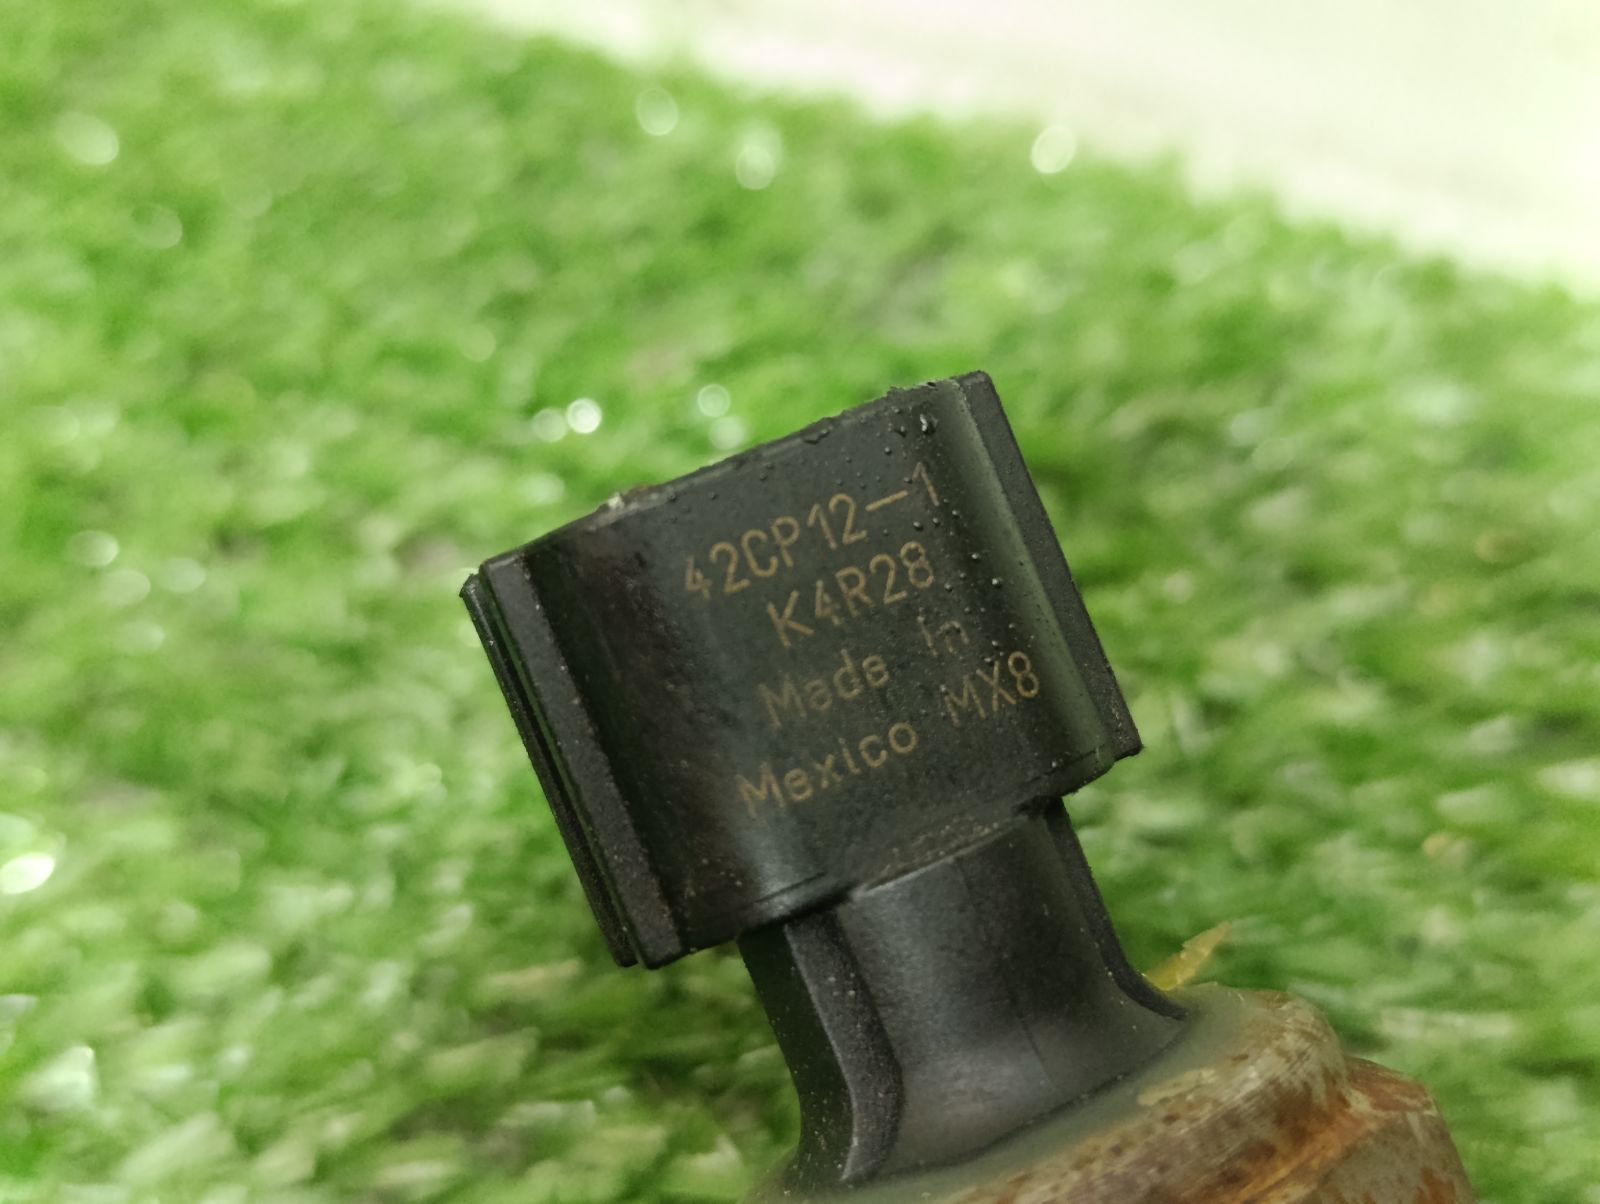 42CP12-1
K4R28
Made in
Mexico MX8